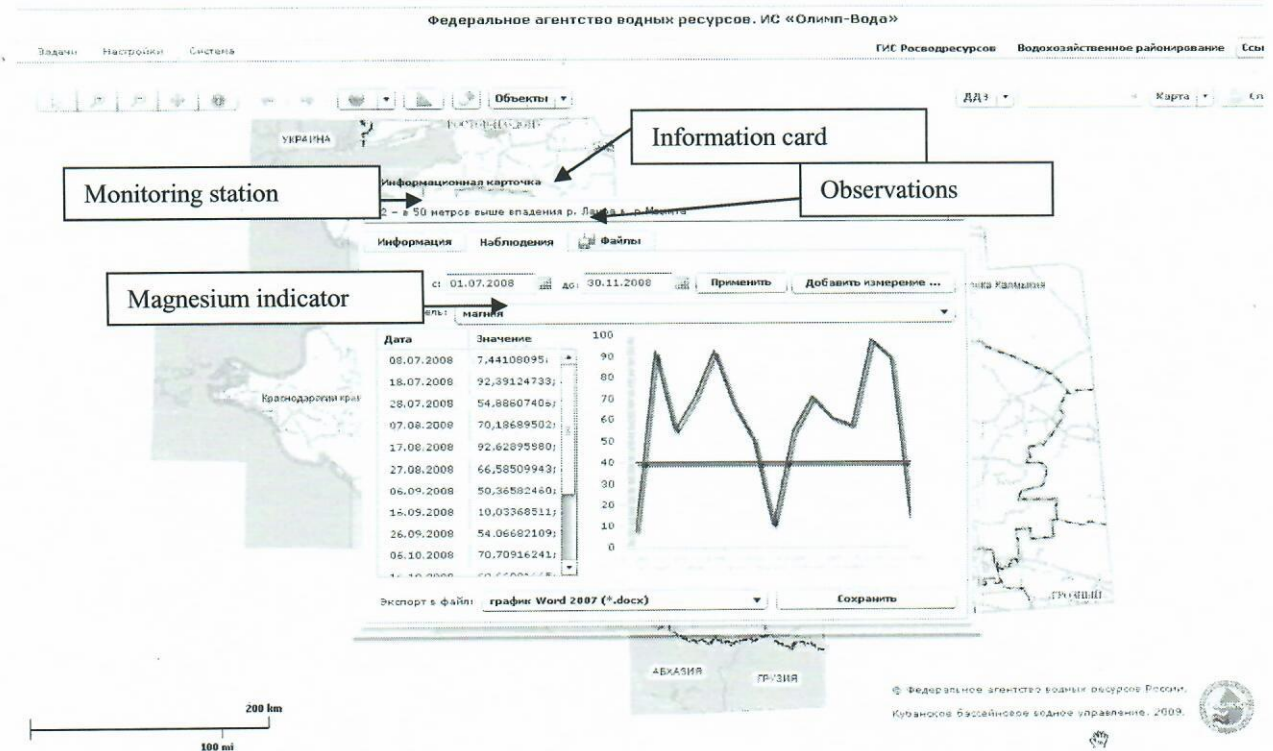 Федеральное агентство водных ресурсов. ИС «Олимп-Вода»
Задачи Настройки Система
ГИС Росводресурсов Водохозяйственное районирование Ссы
Объекты
ДДЗ Карта
УКРАИНА
Information card
Monitoring station
Информационная карточка
Observations
2 – в 50 метров выше впадения р. Лаура в р.
Информация Наблюдения Файлы
с: 01.07.2008 до: 30.11.2008 Применить Добавить измерение ...
Magnesium indicator
ель: магния
Калмыкия
Дата Значение
08.07.2008 7,44108095;
18.07.2008 92,39124733;
28.07.2008 54,88607406;
07.08.2008 70,18689502;
17.08.2008 92,62895980;
27.08.2008 66,58509943;
06.09.2008 50,36582460;
16.09.2008 10,03368511;
26.09.2008 54,06682109;
06.10.2008 70,70916241;
100
90
80
70
60
50
40
30
20
10
0
Краснодарский край
Экспорт в файл: график Word 2007 (*.docx) Сохранить
ГРОЗНЫЙ
АБХАЗИЯ
ГРУЗИЯ
© Федеральное агентство водных ресурсов России,
Кубанское бассейновое водное управление, 2009.
200 km
100 mi